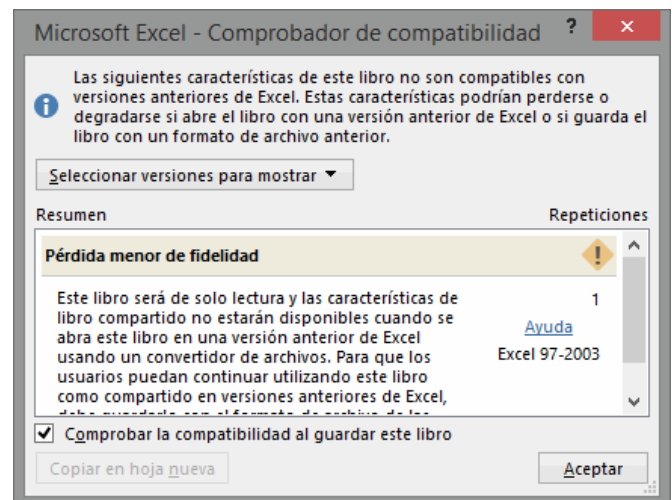 Microsoft Excel - Comprobador de compatibilidad ? ×
Las siguientes características de este libro no son compatibles con
versiones anteriores de Excel. Estas características podrían perderse o
degradarse si abre el libro con una versión anterior de Excel o si guarda el
libro con un formato de archivo anterior.
Seleccionar versiones para mostrar
Resumen Repeticiones
Pérdida menor de fidelidad
Este libro será de solo lectura y las características de 1
libro compartido no estarán disponibles cuando se
abra este libro en una versión anterior de Excel Ayuda
usando un convertidor de archivos. Para que los Excel 97-2003
usuarios puedan continuar utilizando este libro
como compartido en versiones anteriores de Excel,
Comprobar la compatibilidad al guardar este libro
Copiar en hoja nueva Aceptar